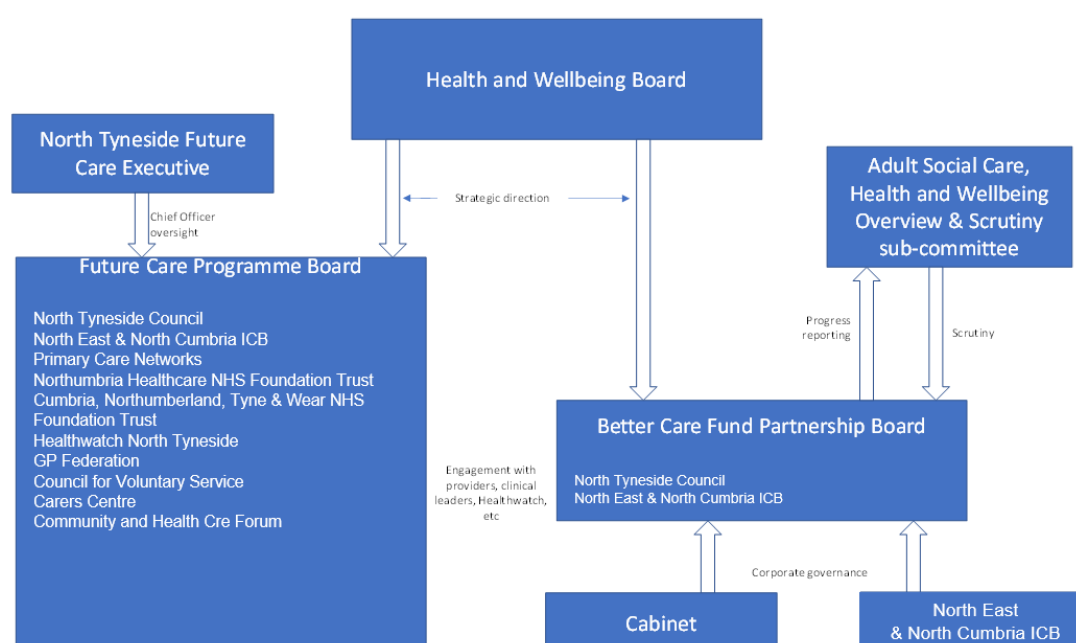 Health and Wellbeing Board
North Tyneside Future
Care Executive
Adult Social Care,
Health and Wellbeing
Overview & Scrutiny
sub-committee
Strategic direction
Chief Officer
oversight
Future Care Programme Board
North Tyneside Council
North East & North Cumbria ICB
Primary Care Networks
Northumbria Healthcare NHS Foundation Trust
Cumbria, Northumberland, Tyne & Wear NHS
Foundation Trust
Healthwatch North Tyneside
GP Federation
Council for Voluntary Service
Carers Centre
Community and Health Cre Forum
Progress
reporting
Scrutiny
Better Care Fund Partnership Board
North Tyneside Council
North East & North Cumbria ICB
Engagement with
providers, clinical
leaders, Healthwatch,
etc
Corporate governance
Cabinet
North East
& North Cumbria ICB